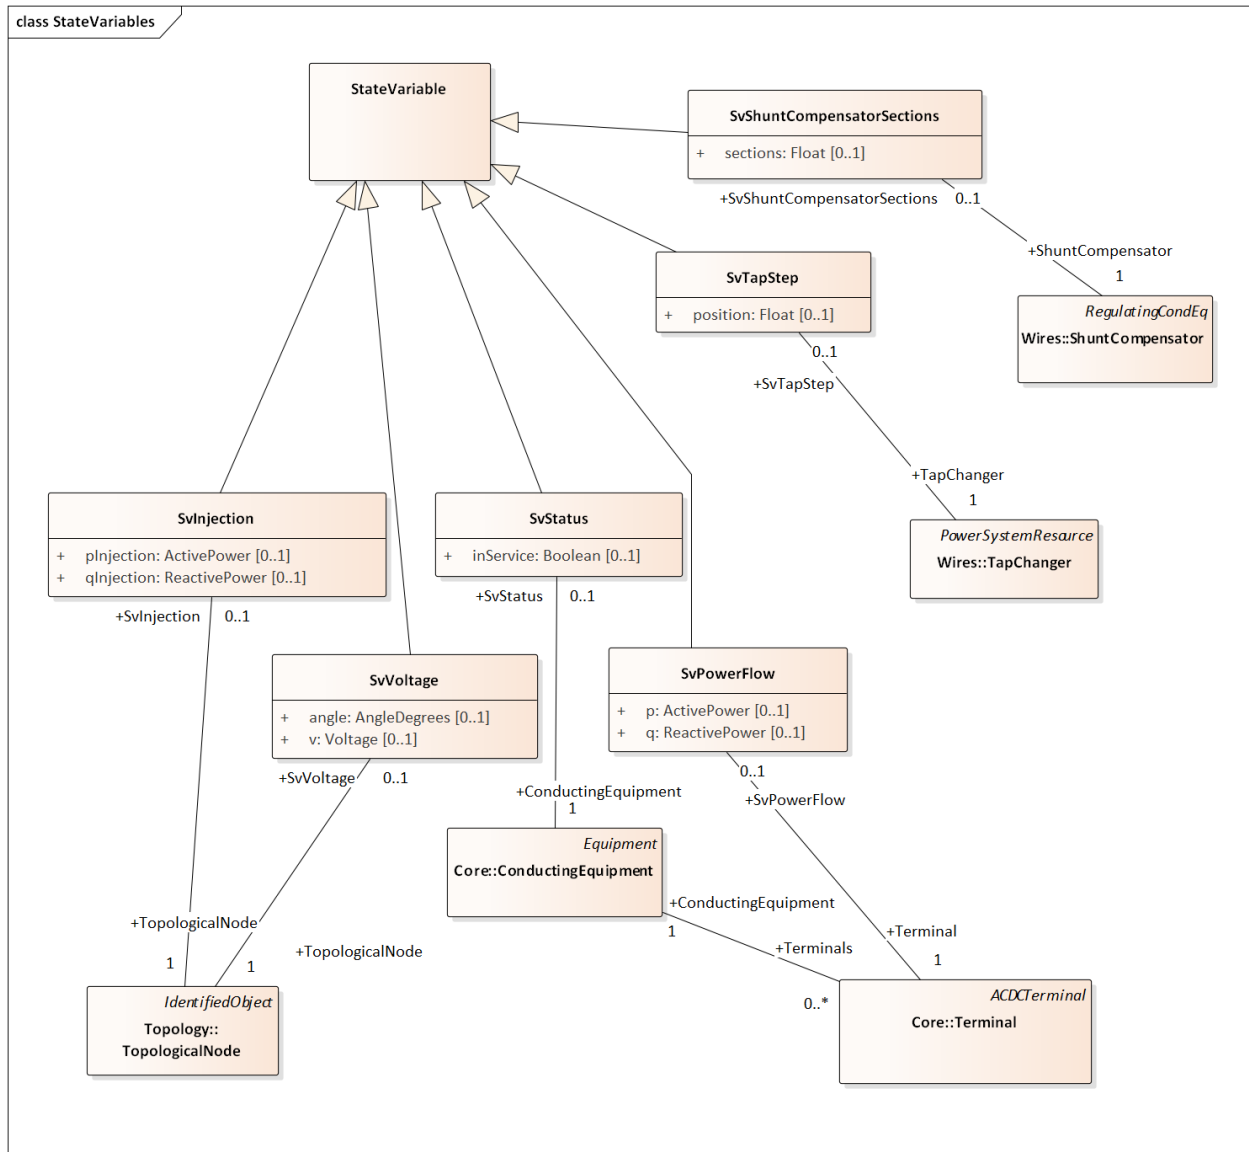 class StateVariables
StateVariable
SvShuntCompensatorSections
+ sections: Float [0..1]
+SvShuntCompensatorSections 0..1
+ShuntCompensator
1
RegulatingCondEq
Wires::ShuntCompensator
SvTapStep
+ position: Float [0..1]
0..1
+SvTapStep
+TapChanger
1
PowerSystemResource
Wires::TapChanger
SvInjection
+ pInjection: ActivePower [0..1]
+ qInjection: ReactivePower [0..1]
+SvInjection 0..1
SvStatus
+ inService: Boolean [0..1]
+SvStatus 0..1
SvVoltage
+ angle: AngleDegrees [0..1]
+ v: Voltage [0..1]
+SvVoltage 0..1
SvPowerFlow
+ p: ActivePower [0..1]
+ q: ReactivePower [0..1]
0..1
+SvPowerFlow
+ConductingEquipment
1
Equipment
Core::ConductingEquipment
+ConductingEquipment
1
+Terminals
0..*
+Terminal
1
ACDCTerminal
Core::Terminal
+TopologicalNode
1
+TopologicalNode
1
IdentifiedObject
Topology::
TopologicalNode